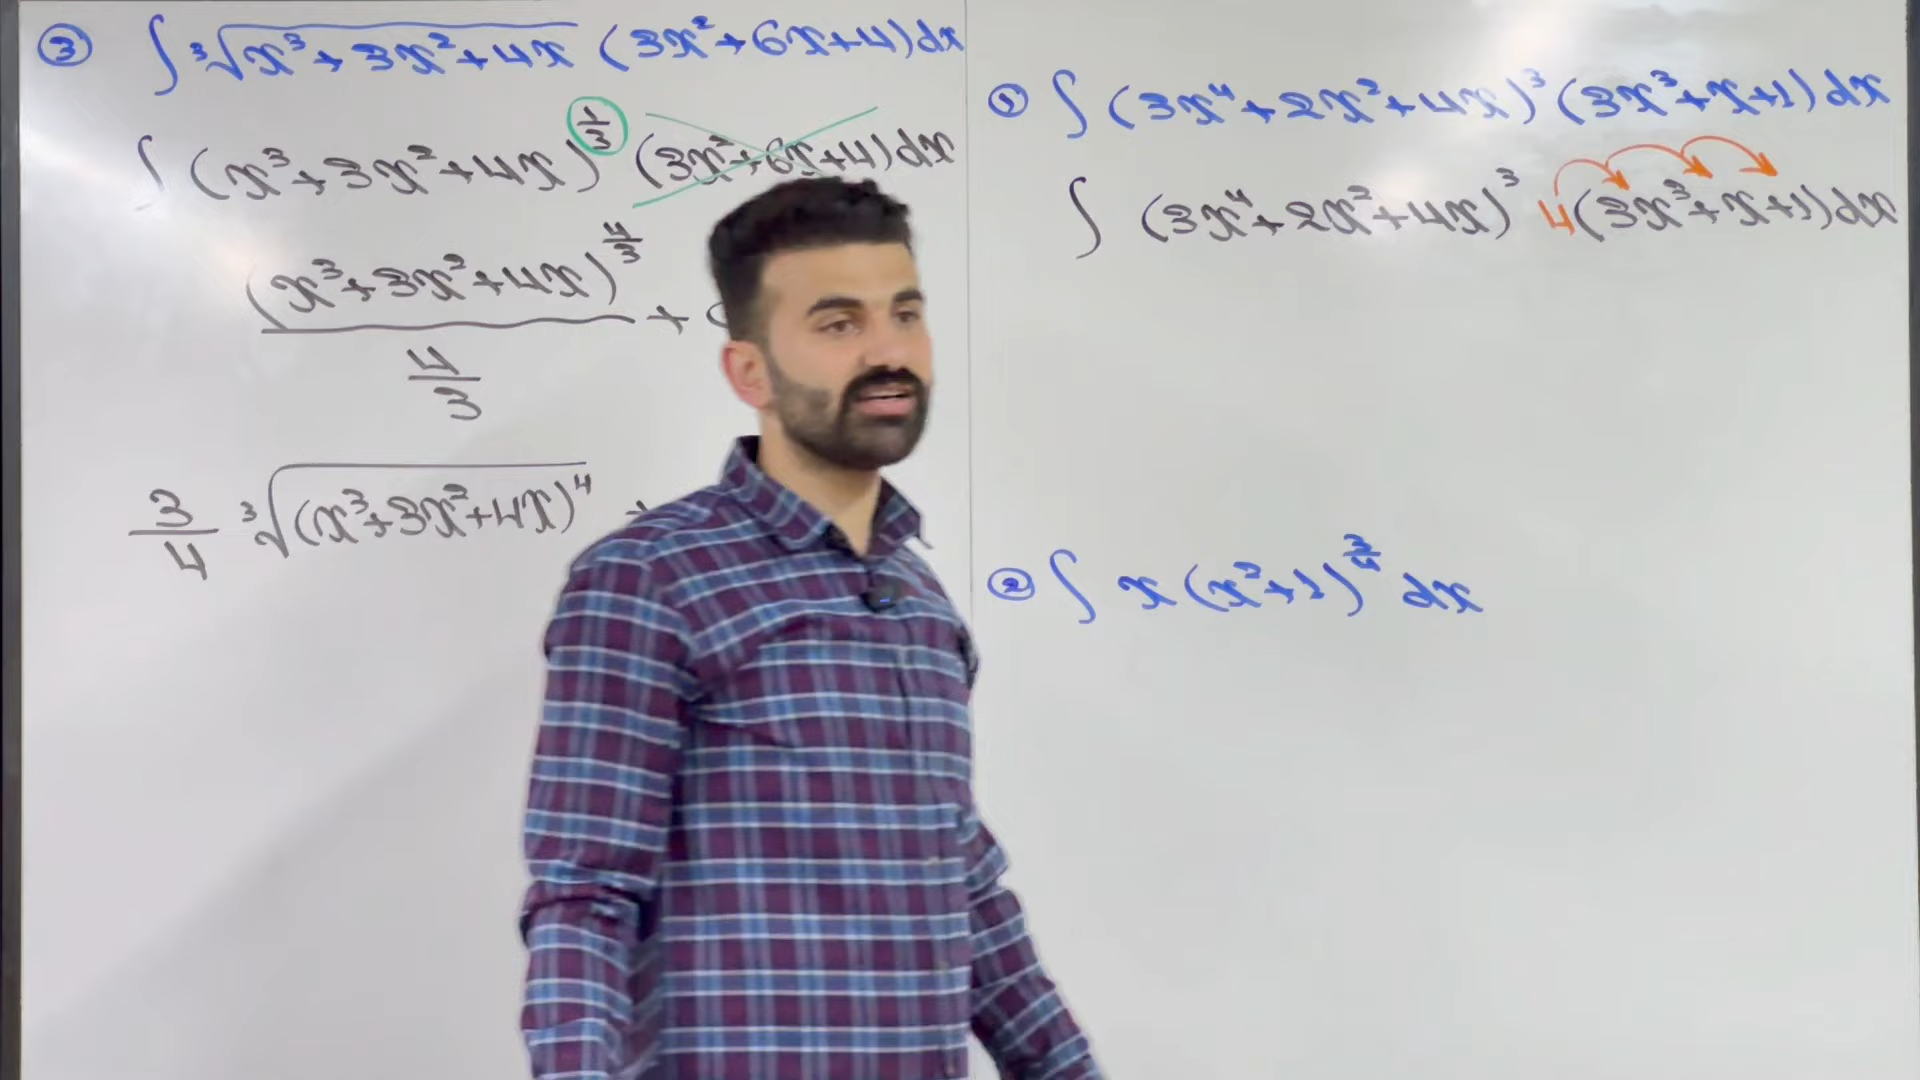 ③ ∫ ∛(x³+3x²+4x) (3x²+6x+4)dx
∫ (x³+3x²+4x)^(1/3) (3x²+6x+4)dx
(x³+3x²+4x)^(4/3) / (4/3) +
3/4 ∛((x³+3x²+4x)⁴)
① ∫ (3x⁴+2x²+4x)³ (3x³+x+1)dx
∫ (3x⁴+2x²+4x)³ 4(3x³+x+1)dx
② ∫ x(x²+1)^(3/4) dx